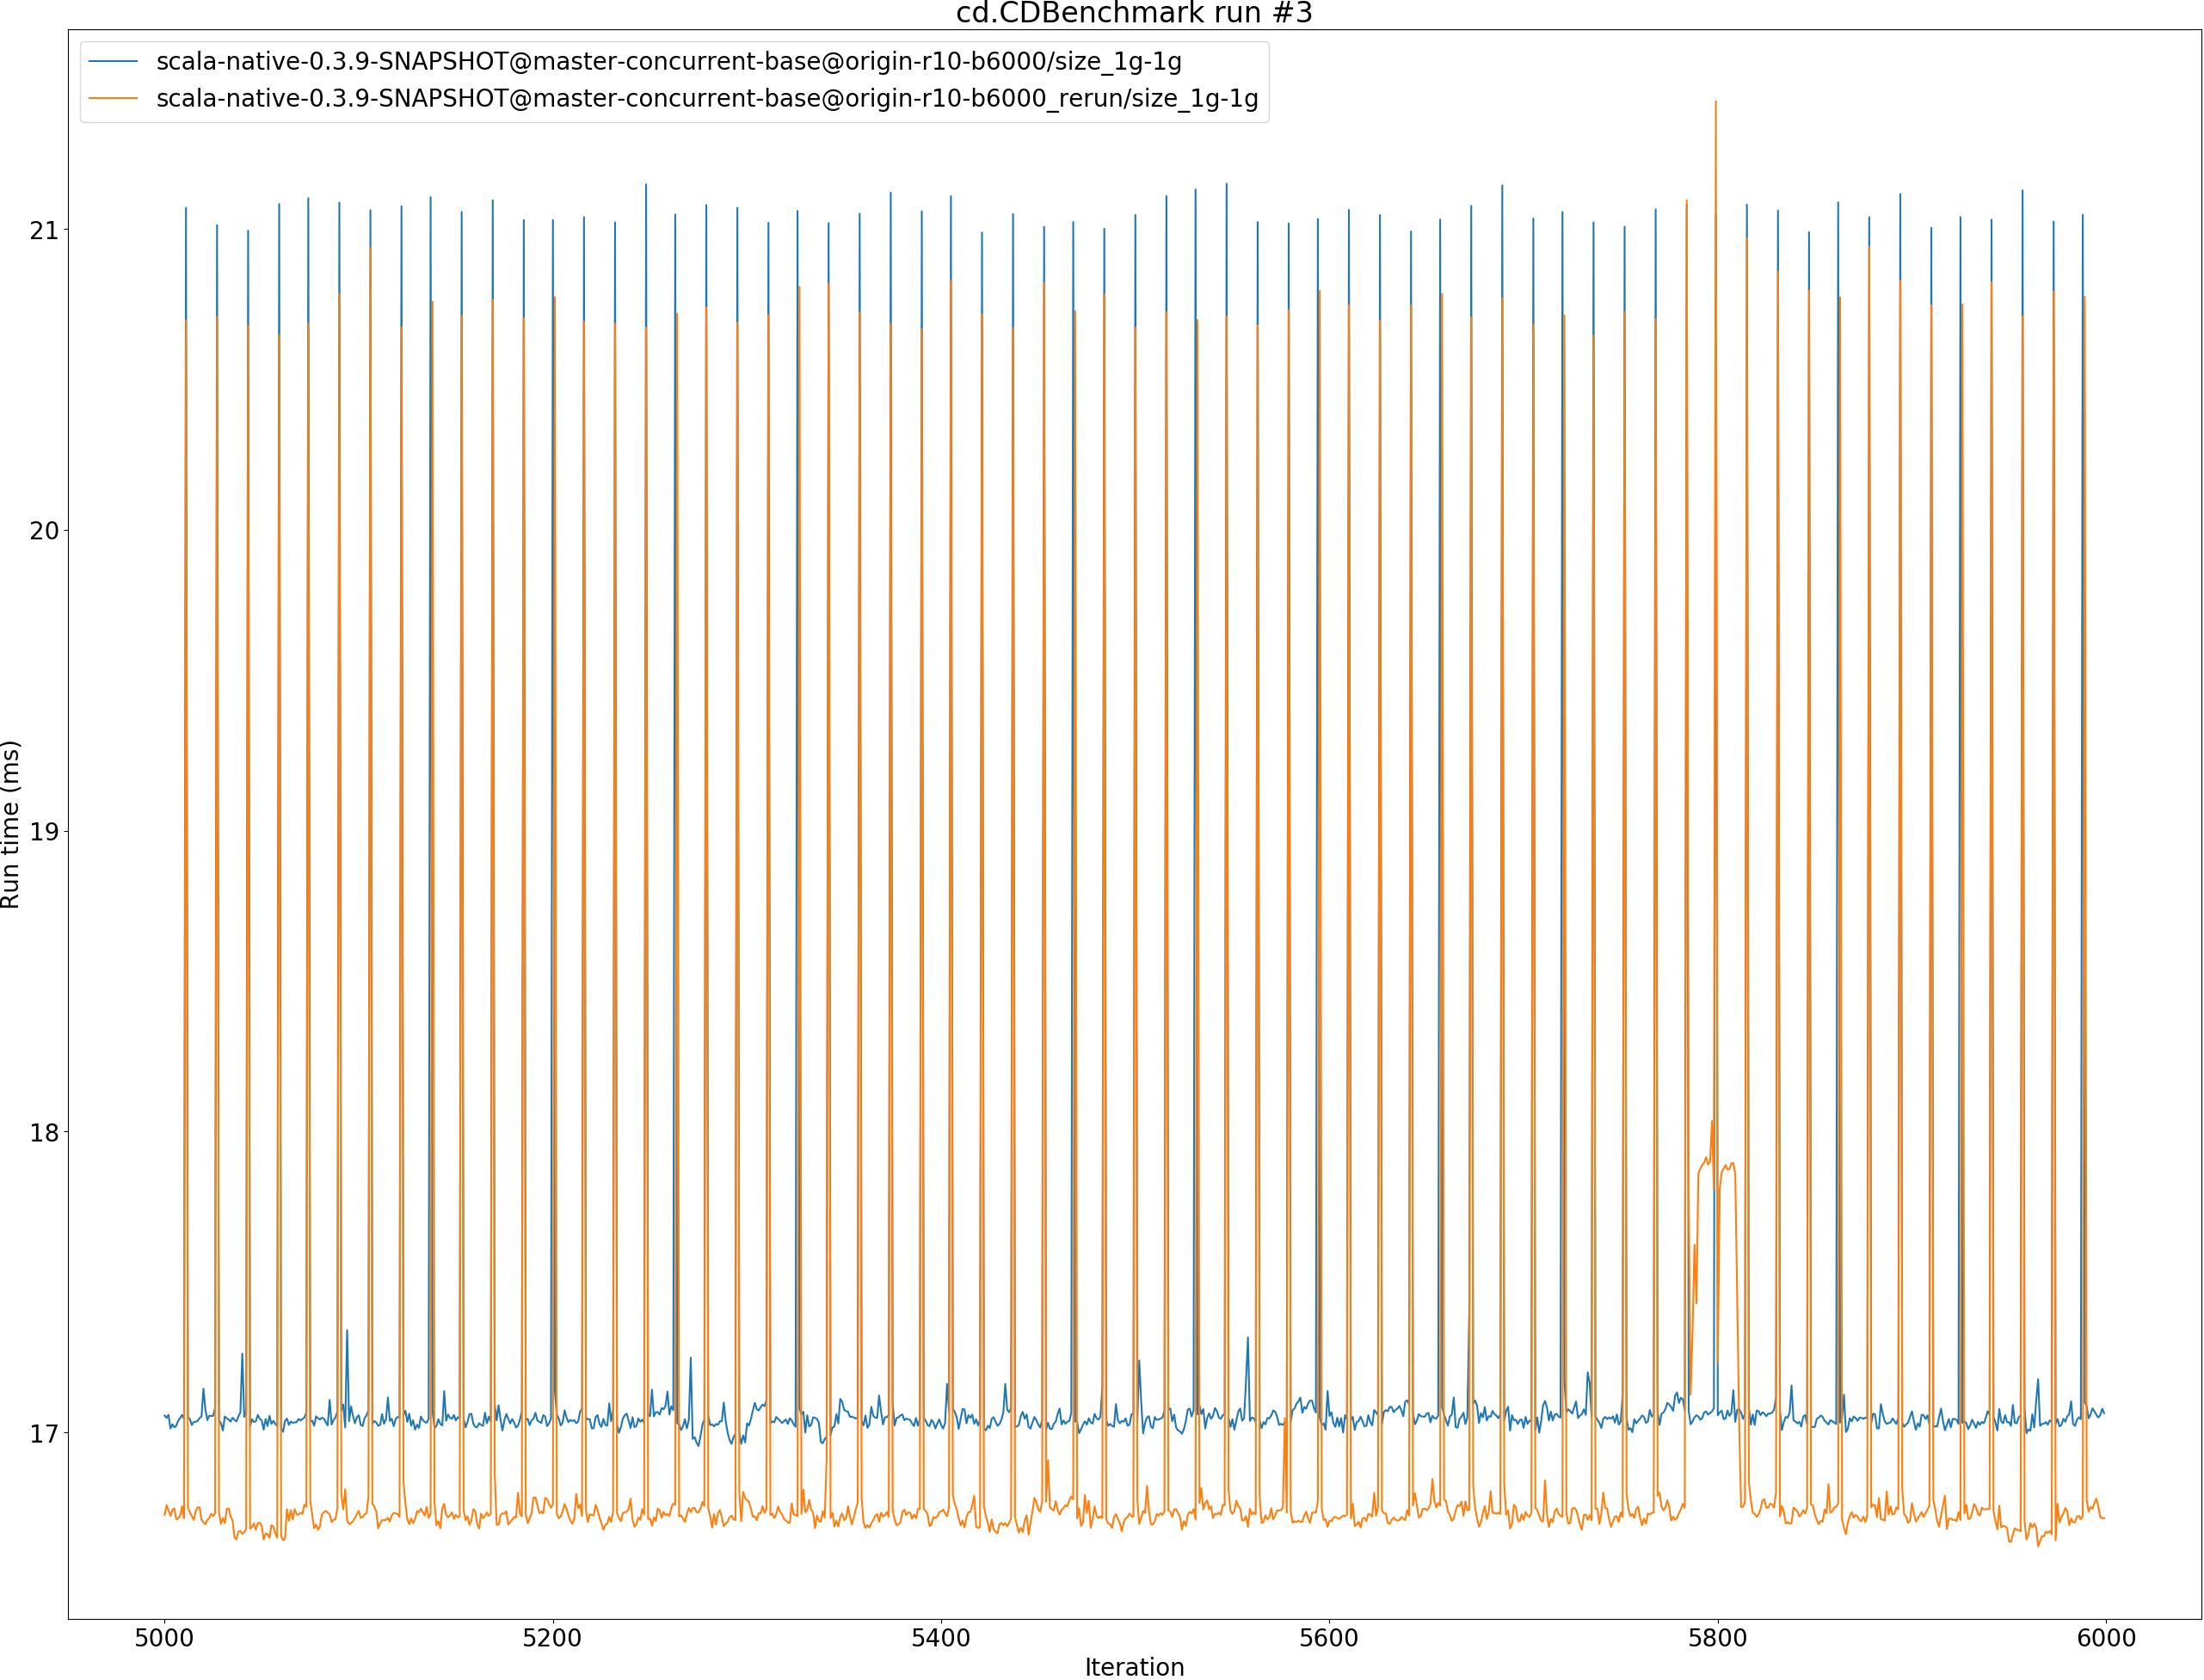 cd.CDBenchmark run #3
scala-native-0.3.9-SNAPSHOT@master-concurrent-base@origin-r10-b6000/size_1g-1g
scala-native-0.3.9-SNAPSHOT@master-concurrent-base@origin-r10-b6000_rerun/size_1g-1g
21
20
19
18
17
Run time (ms)
5000 5200 5400 5600 5800 6000
Iteration